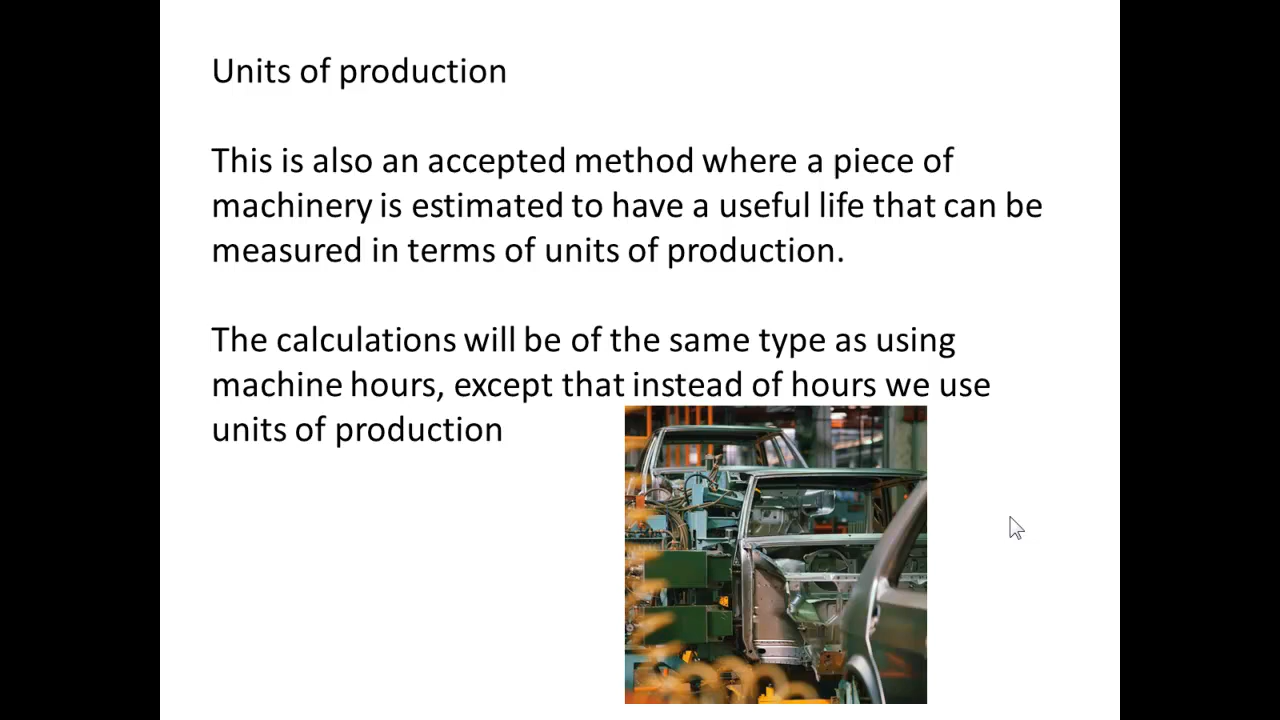 Units of production
This is also an accepted method where a piece of
machinery is estimated to have a useful life that can be
measured in terms of units of production.
The calculations will be of the same type as using
machine hours, except that instead of hours we use
units of production